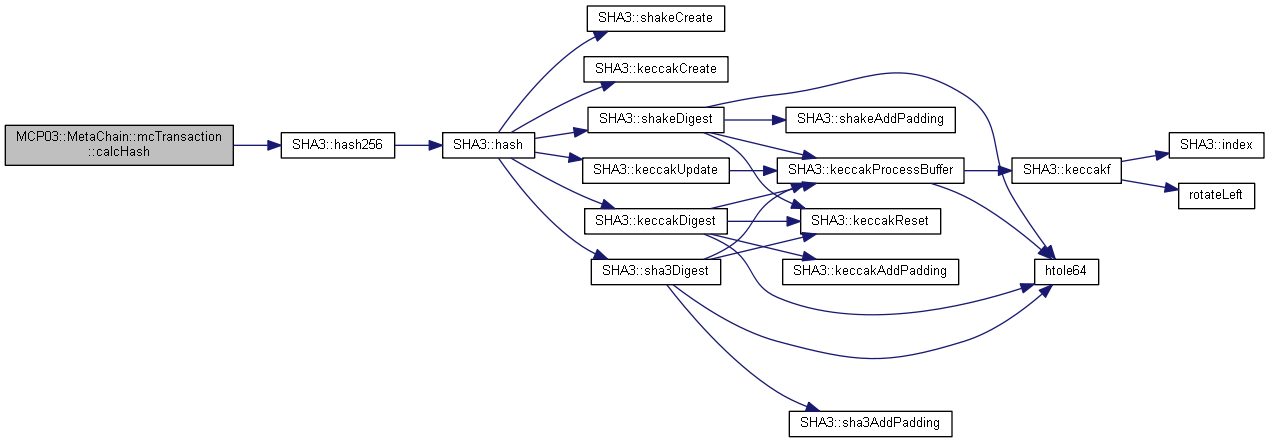 MCP03::MetaChain::mcTransaction
::calcHash
SHA3::hash256
SHA3::hash
SHA3::shakeCreate
SHA3::keccakCreate
SHA3::shakeDigest
SHA3::keccakUpdate
SHA3::keccakDigest
SHA3::sha3Digest
SHA3::shakeAddPadding
SHA3::keccakProcessBuffer
SHA3::keccakReset
SHA3::keccakAddPadding
SHA3::sha3AddPadding
SHA3::keccakf
htole64
SHA3::index
rotateLeft